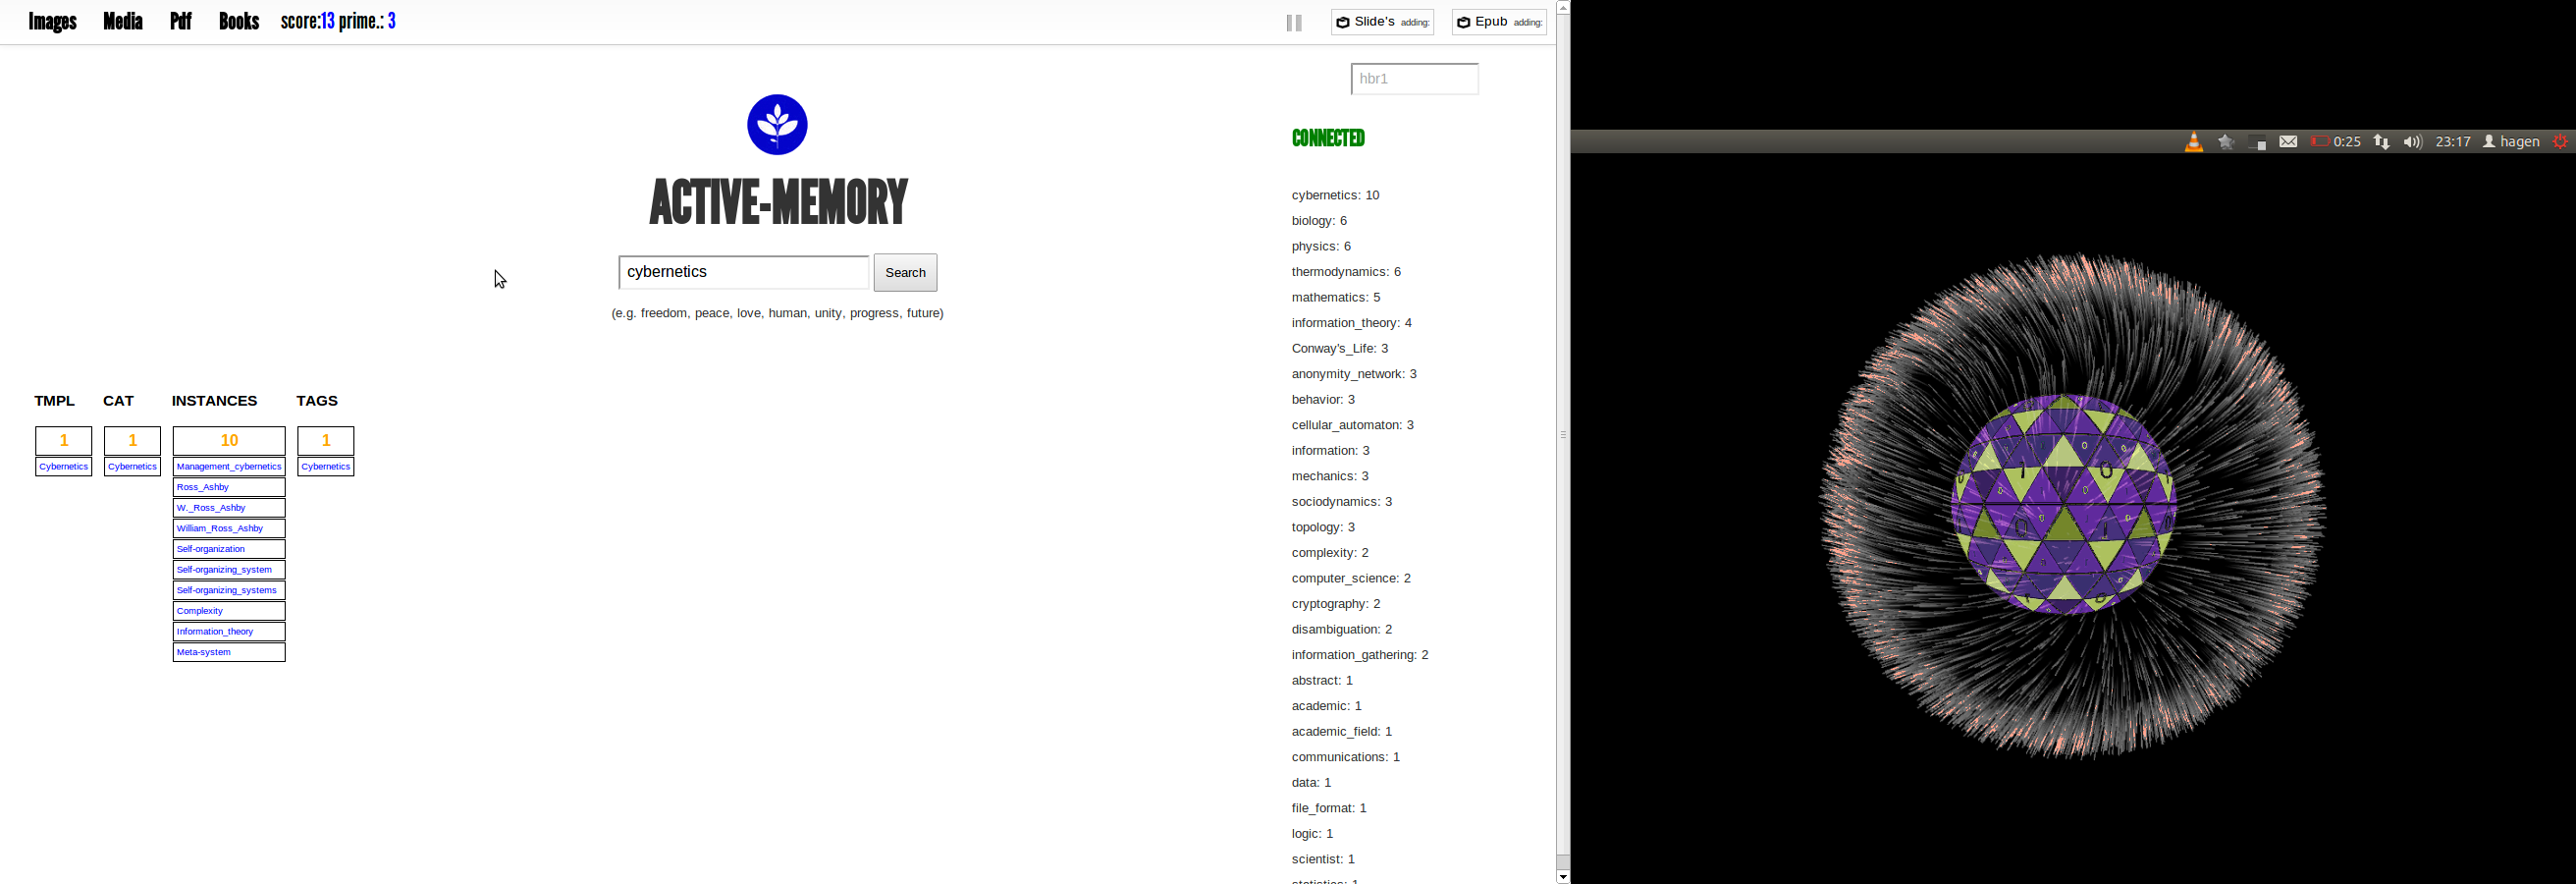 Images Media Pdf Books score:13 prime.: 3
Slide's adding: Epub adding:
hbr1
ACTIVE-MEMORY
cybernetics Search
(e.g. freedom, peace, love, human, unity, progress, future)
TMPL CAT INSTANCES TAGS
1 1 10 1
Cybernetics Cybernetics Management_cybernetics Cybernetics
Ross_Ashby
W._Ross_Ashby
William_Ross_Ashby
Self-organization
Self-organizing_system
Self-organizing_systems
Complexity
Information_theory
Meta-system
CONNECTED
cybernetics: 10
biology: 6
physics: 6
thermodynamics: 6
mathematics: 5
information_theory: 4
Conway's_Life: 3
anonymity_network: 3
behavior: 3
cellular_automaton: 3
information: 3
mechanics: 3
sociodynamics: 3
topology: 3
complexity: 2
computer_science: 2
cryptography: 2
disambiguation: 2
information_gathering: 2
abstract: 1
academic: 1
academic_field: 1
communications: 1
data: 1
file_format: 1
logic: 1
scientist: 1
0:25 23:17 hagen
1 0
0 1